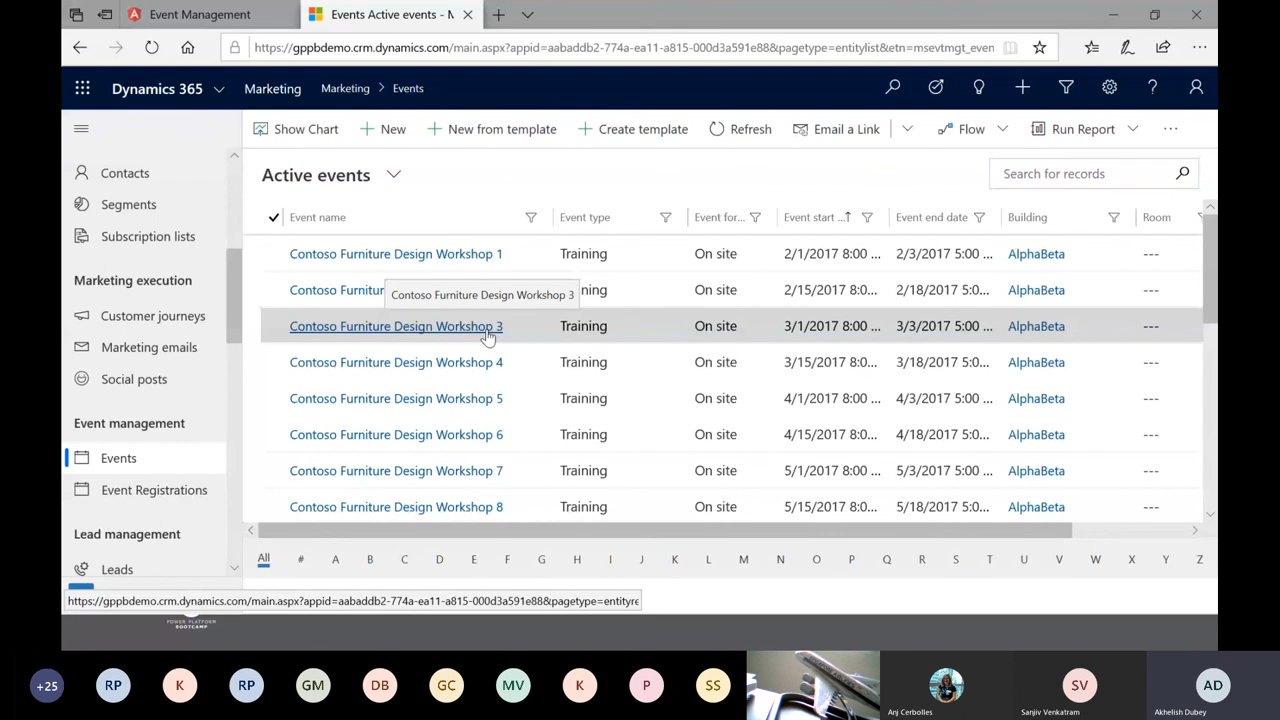 Event Management
Events Active events - M
https://gppbdemo.crm.dynamics.com/main.aspx?appid=aabaddb2-774a-ea11-a815-000d3a591e88&pagetype=entitylist&etn=msevtmgt_even
Dynamics 365
Marketing
Marketing > Events
Show Chart
New
New from template
Create template
Refresh
Email a Link
Flow
Run Report
Contacts
Segments
Subscription lists
Marketing execution
Customer journeys
Marketing emails
Social posts
Event management
Events
Event Registrations
Lead management
Leads
Active events
Search for records
Event name Event type Event for... Event start ... Event end date Building Room
Contoso Furniture Design Workshop 1 Training On site 2/1/2017 8:00 ... 2/3/2017 5:00 ... AlphaBeta ---
Contoso Furnitur ning On site 2/15/2017 8:0... 2/18/2017 5:0... AlphaBeta ---
Contoso Furniture Design Workshop 3
Contoso Furniture Design Workshop 3 Training On site 3/1/2017 8:00 ... 3/3/2017 5:00 ... AlphaBeta ---
Contoso Furniture Design Workshop 4 Training On site 3/15/2017 8:0... 3/18/2017 5:0... AlphaBeta ---
Contoso Furniture Design Workshop 5 Training On site 4/1/2017 8:00 ... 4/3/2017 5:00 ... AlphaBeta ---
Contoso Furniture Design Workshop 6 Training On site 4/15/2017 8:0... 4/18/2017 5:0... AlphaBeta ---
Contoso Furniture Design Workshop 7 Training On site 5/1/2017 8:00 ... 5/3/2017 5:00 ... AlphaBeta ---
Contoso Furniture Design Workshop 8 Training On site 5/15/2017 8:0... 5/18/2017 5:0... AlphaBeta ---
All # A B C D E F G H I J K L M N O P Q R S T U V W X Y Z
https://gppbdemo.crm.dynamics.com/main.aspx?appid=aabaddb2-774a-ea11-a815-000d3a591e88&pagetype=entityre
POWER PLATFORM
BOOTCAMP
+25 RP K RP GM DB GC MV K P SS SV AD
Anj Cerbolles
Sanjiv Venkatram
Akhelish Dubey